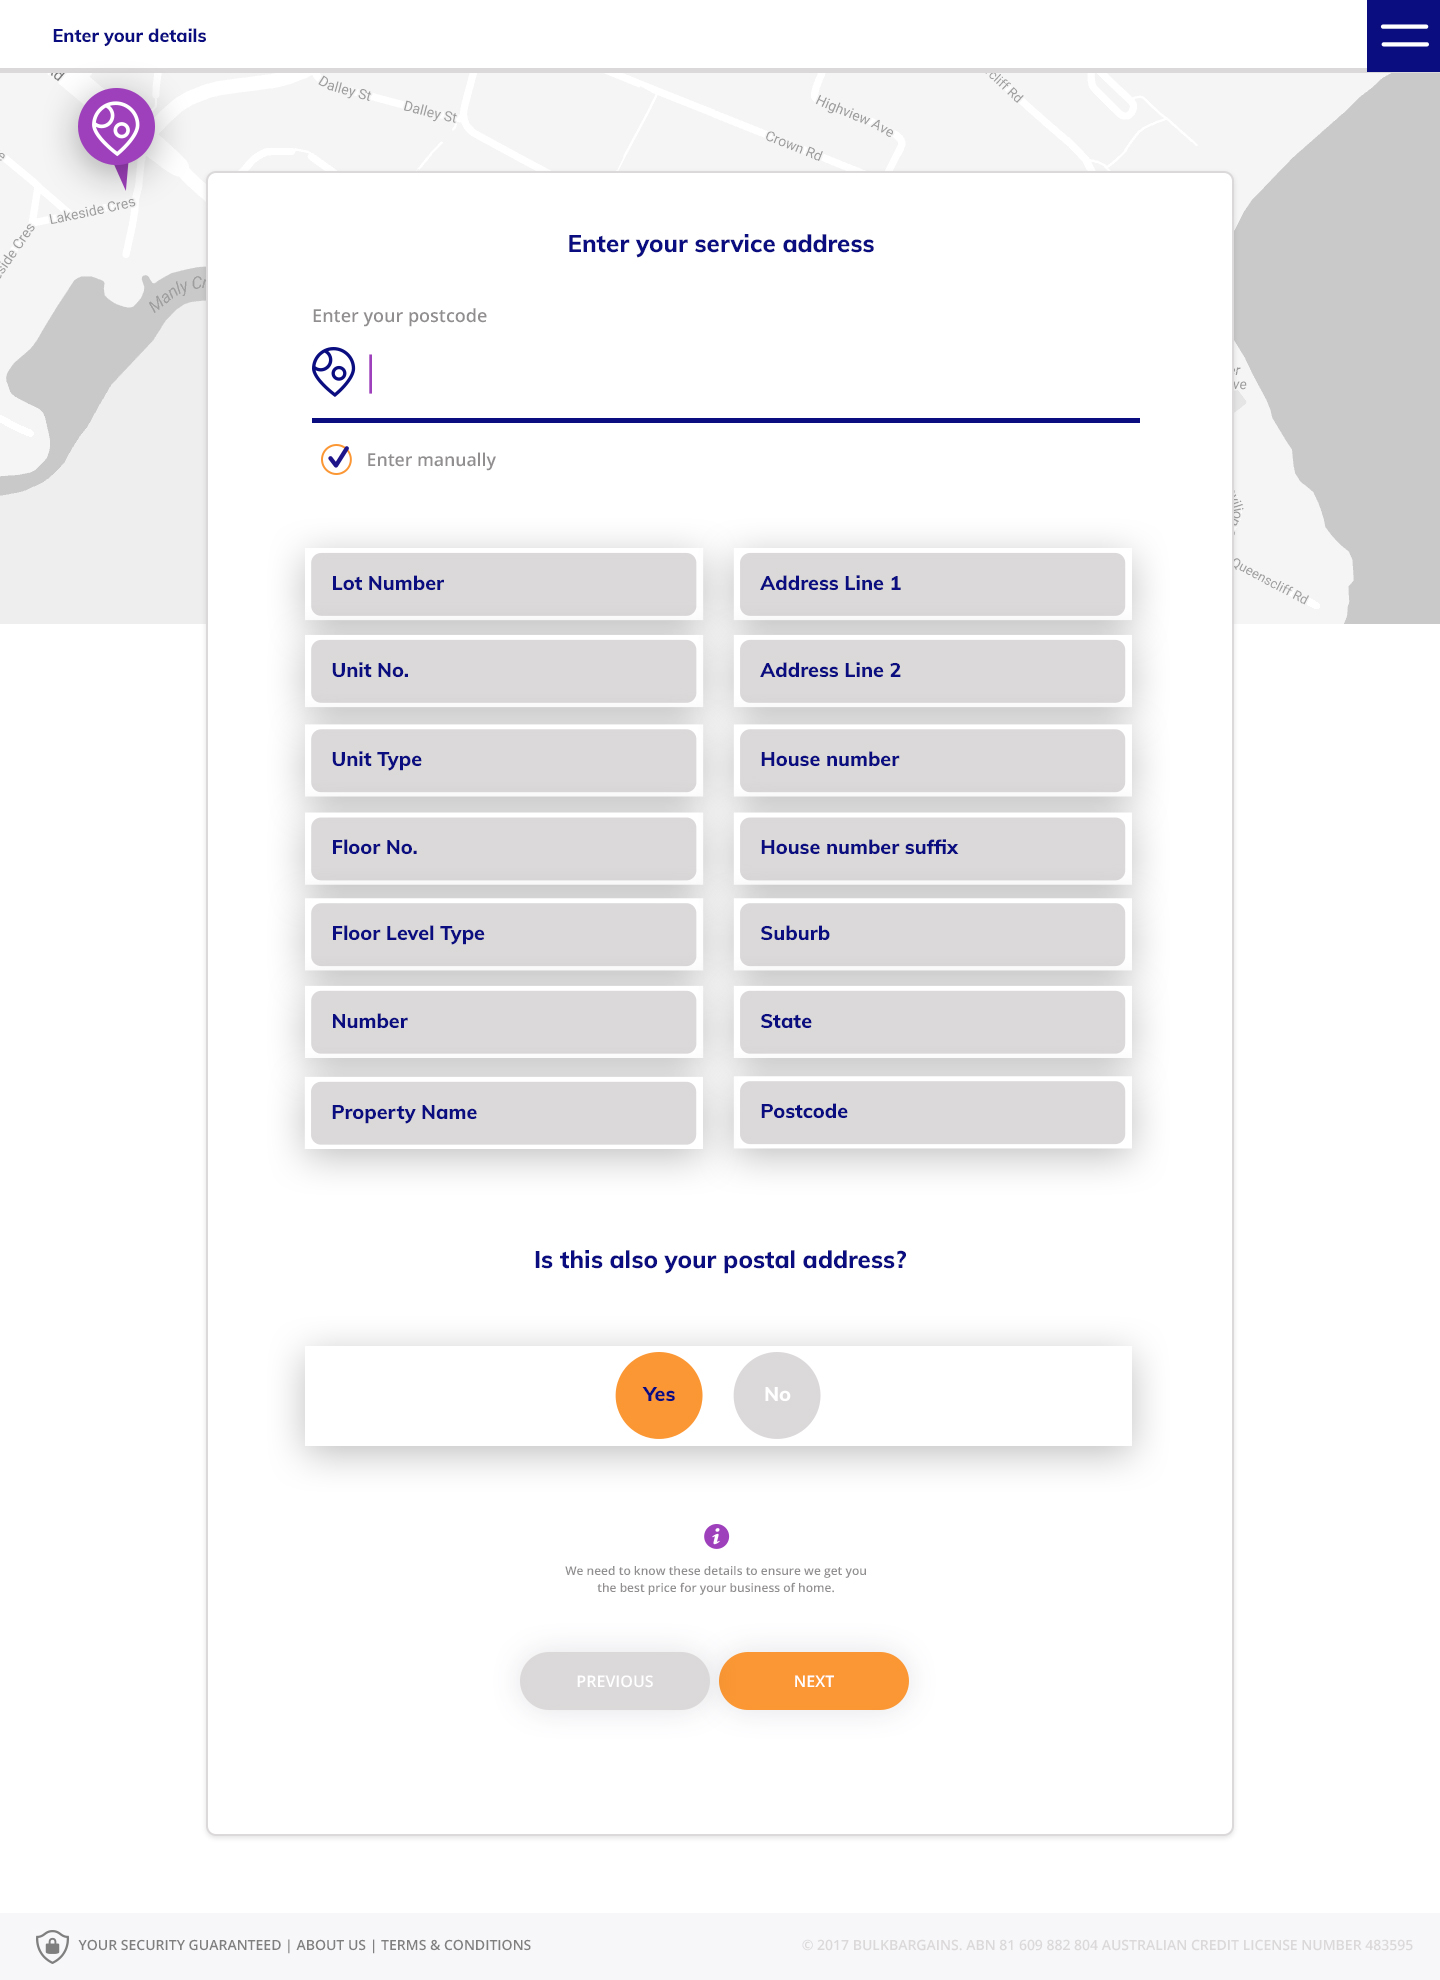 Enter your details
Dalley St
Dalley St
Highview Ave
Crown Rd
cliff Rd
Lakeside Cres
side Cres
Manly
Queenscliff Rd
Enter your service address
Enter your postcode
Enter manually
Lot Number
Address Line 1
Unit No.
Address Line 2
Unit Type
House number
Floor No.
House number suffix
Floor Level Type
Suburb
Number
State
Property Name
Postcode
Is this also your postal address?
Yes
No
We need to know these details to ensure we get you
the best price for your business of home.
PREVIOUS
NEXT
YOUR SECURITY GUARANTEED | ABOUT US | TERMS & CONDITIONS
© 2017 BULKBARGAINS. ABN 81 609 882 804 AUSTRALIAN CREDIT LICENSE NUMBER 483595